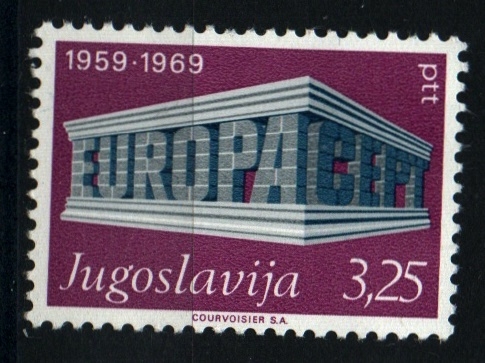 1959·1969
ptt
EUROPA CEPT
Jugoslavija 3,25
COURVOISIER S.A.